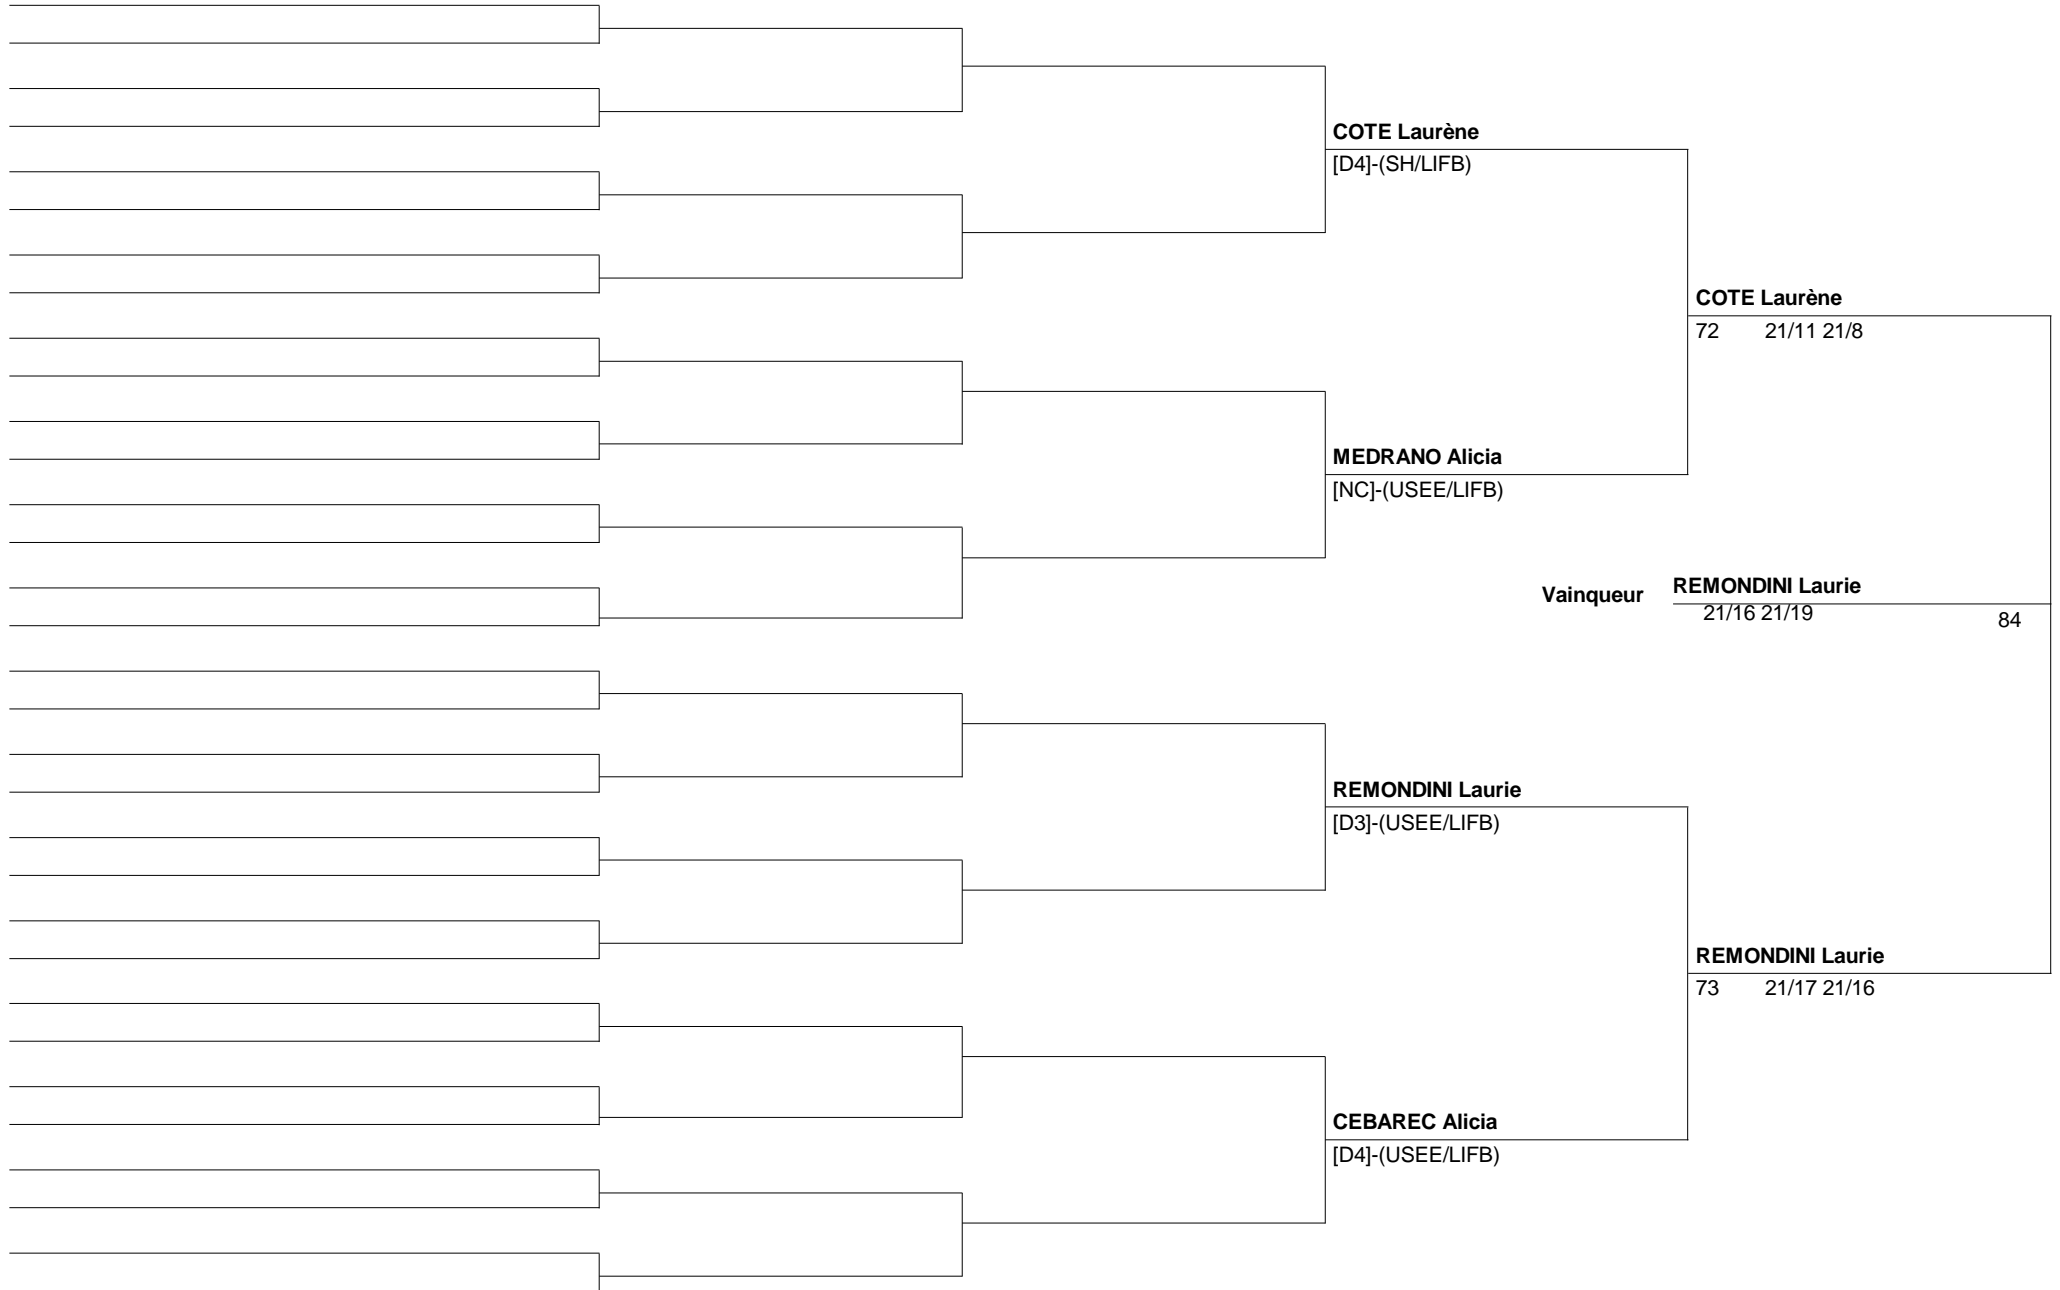 COTE Laurène
[D4]-(SH/LIFB)
COTE Laurène
72 21/11 21/8
MEDRANO Alicia
[NC]-(USEE/LIFB)
Vainqueur REMONDINI Laurie
21/16 21/19 84
REMONDINI Laurie
[D3]-(USEE/LIFB)
REMONDINI Laurie
73 21/17 21/16
CEBAREC Alicia
[D4]-(USEE/LIFB)